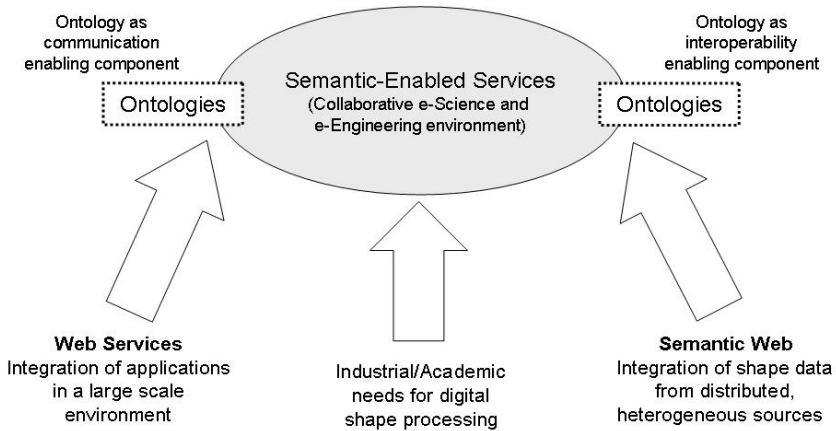 Ontology as
communication
enabling component
Ontologies
Semantic-Enabled Services
(Collaborative e-Science and
e-Engineering environment)
Ontology as
interoperability
enabling component
Ontologies
Web Services
Integration of applications
in a large scale
environment
Industrial/Academic
needs for digital
shape processing
Semantic Web
Integration of shape data
from distributed,
heterogeneous sources